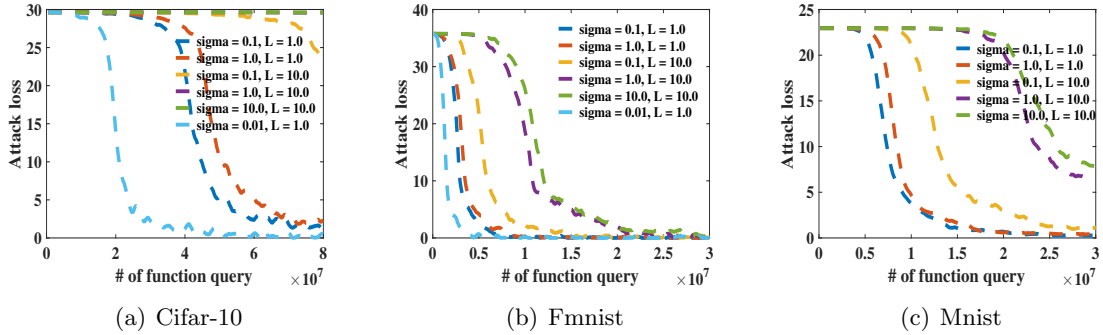 30
25
20
15
10
5
0
Attack loss
sigma = 0.1, L = 1.0
sigma = 1.0, L = 1.0
sigma = 0.1, L = 10.0
sigma = 1.0, L = 10.0
sigma = 10.0, L = 10.0
sigma = 0.01, L = 1.0
0 2 4 6 8
# of function query ×10^7
(a) Cifar-10
40
30
20
10
0
Attack loss
sigma = 0.1, L = 1.0
sigma = 1.0, L = 1.0
sigma = 0.1, L = 10.0
sigma = 1.0, L = 10.0
sigma = 10.0, L = 10.0
sigma = 0.01, L = 1.0
0 0.5 1 1.5 2 2.5 3
# of function query ×10^7
(b) Fmnist
25
20
15
10
5
0
Attack loss
sigma = 0.1, L = 1.0
sigma = 1.0, L = 1.0
sigma = 0.1, L = 10.0
sigma = 1.0, L = 10.0
sigma = 10.0, L = 10.0
0 0.5 1 1.5 2 2.5 3
# of function query ×10^7
(c) Mnist